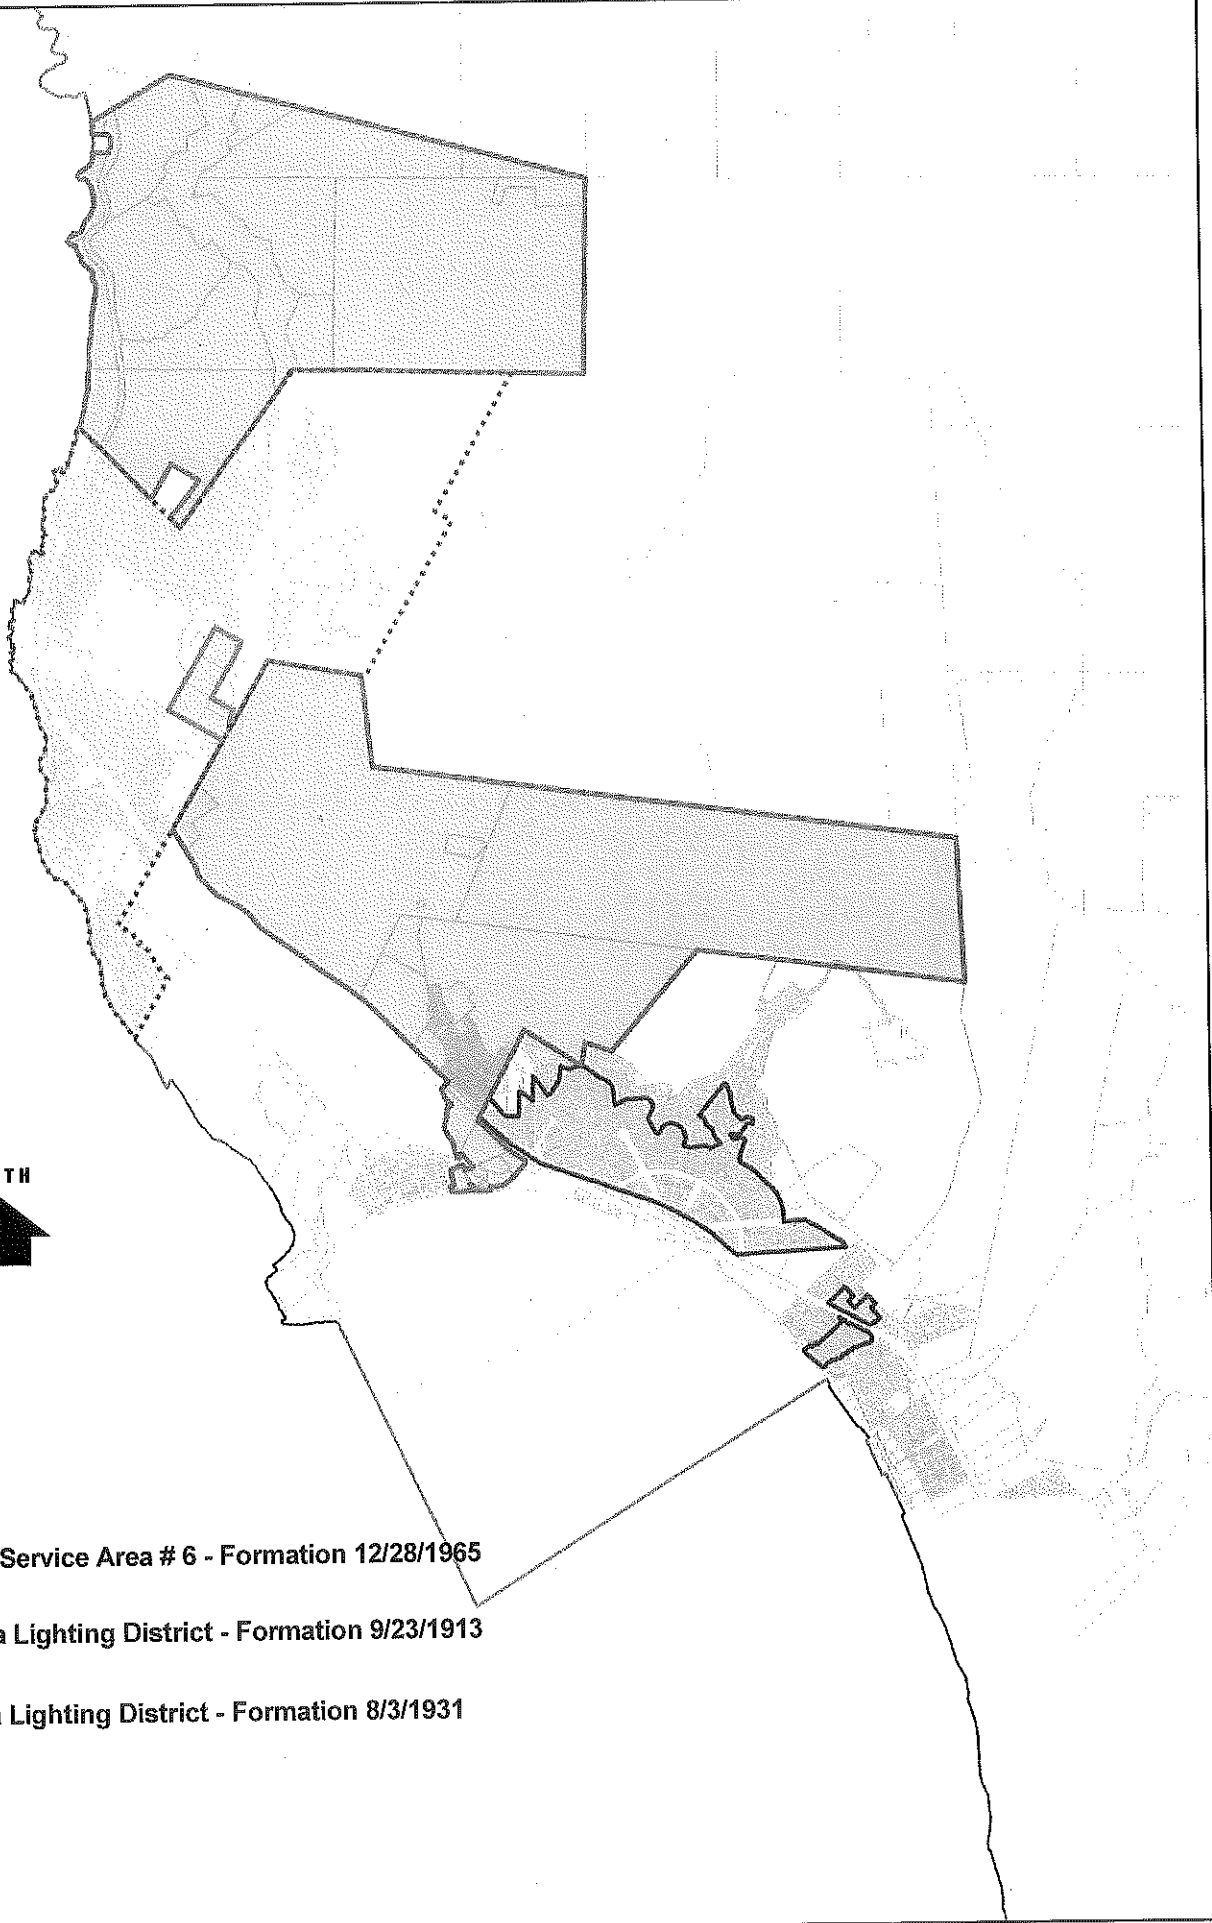 TH
Service Area # 6 - Formation 12/28/1965
a Lighting District - Formation 9/23/1913
a Lighting District - Formation 8/3/1931